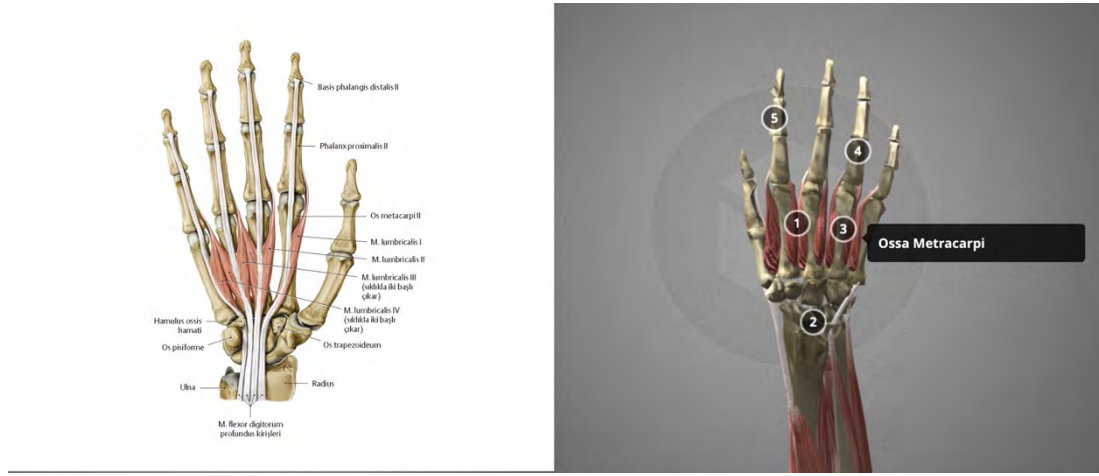 Basis phalangis distalis II
Phalanx proximalis II
Os metacarpi II
M. lumbricalis I
M. lumbricalis II
M. lumbricalis III
(sıklıkla iki başlı
çıkar)
M. lumbricalis IV
(sıklıkla iki başlı
çıkar)
Hamulus ossis
hamati
Os pisiforme
Os trapezoideum
Ulna
Radius
M. flexor digitorum
profundus kirişleri
5
4
1
3
Ossa Metracarpi
2